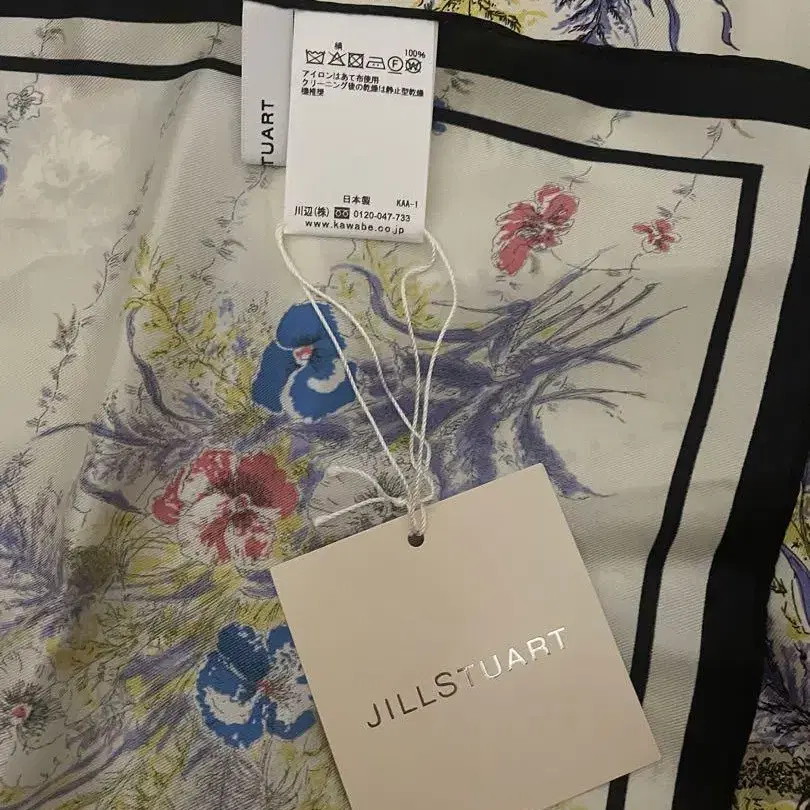 STUART
絹
100%
アイロンはあて布使用
クリーニング後の乾燥は静止型乾燥
機推奨
日本製 KAA-1
川辺(株) 0120-047-733
www.kawabe.co.jp
JILLSTUART